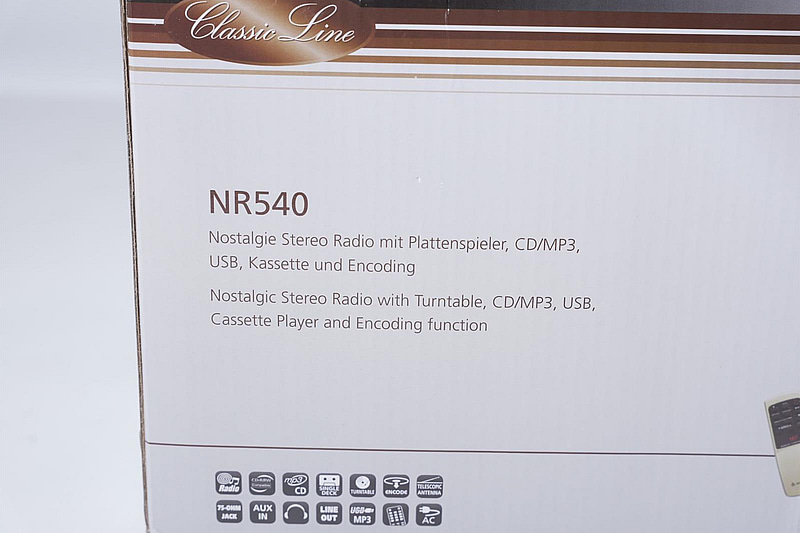 Classic Line
NR540
Nostalgie Stereo Radio mit Plattenspieler, CD/MP3,
USB, Kassette und Encoding
Nostalgic Stereo Radio with Turntable, CD/MP3, USB,
Cassette Player and Encoding function
Radio
CD-R/RW
mp3 CD
SINGLE DECK
TURNTABLE
ENCODE
TELESCOPIC ANTENNA
75-OHM JACK
AUX IN
LINE OUT
USB MP3
AC